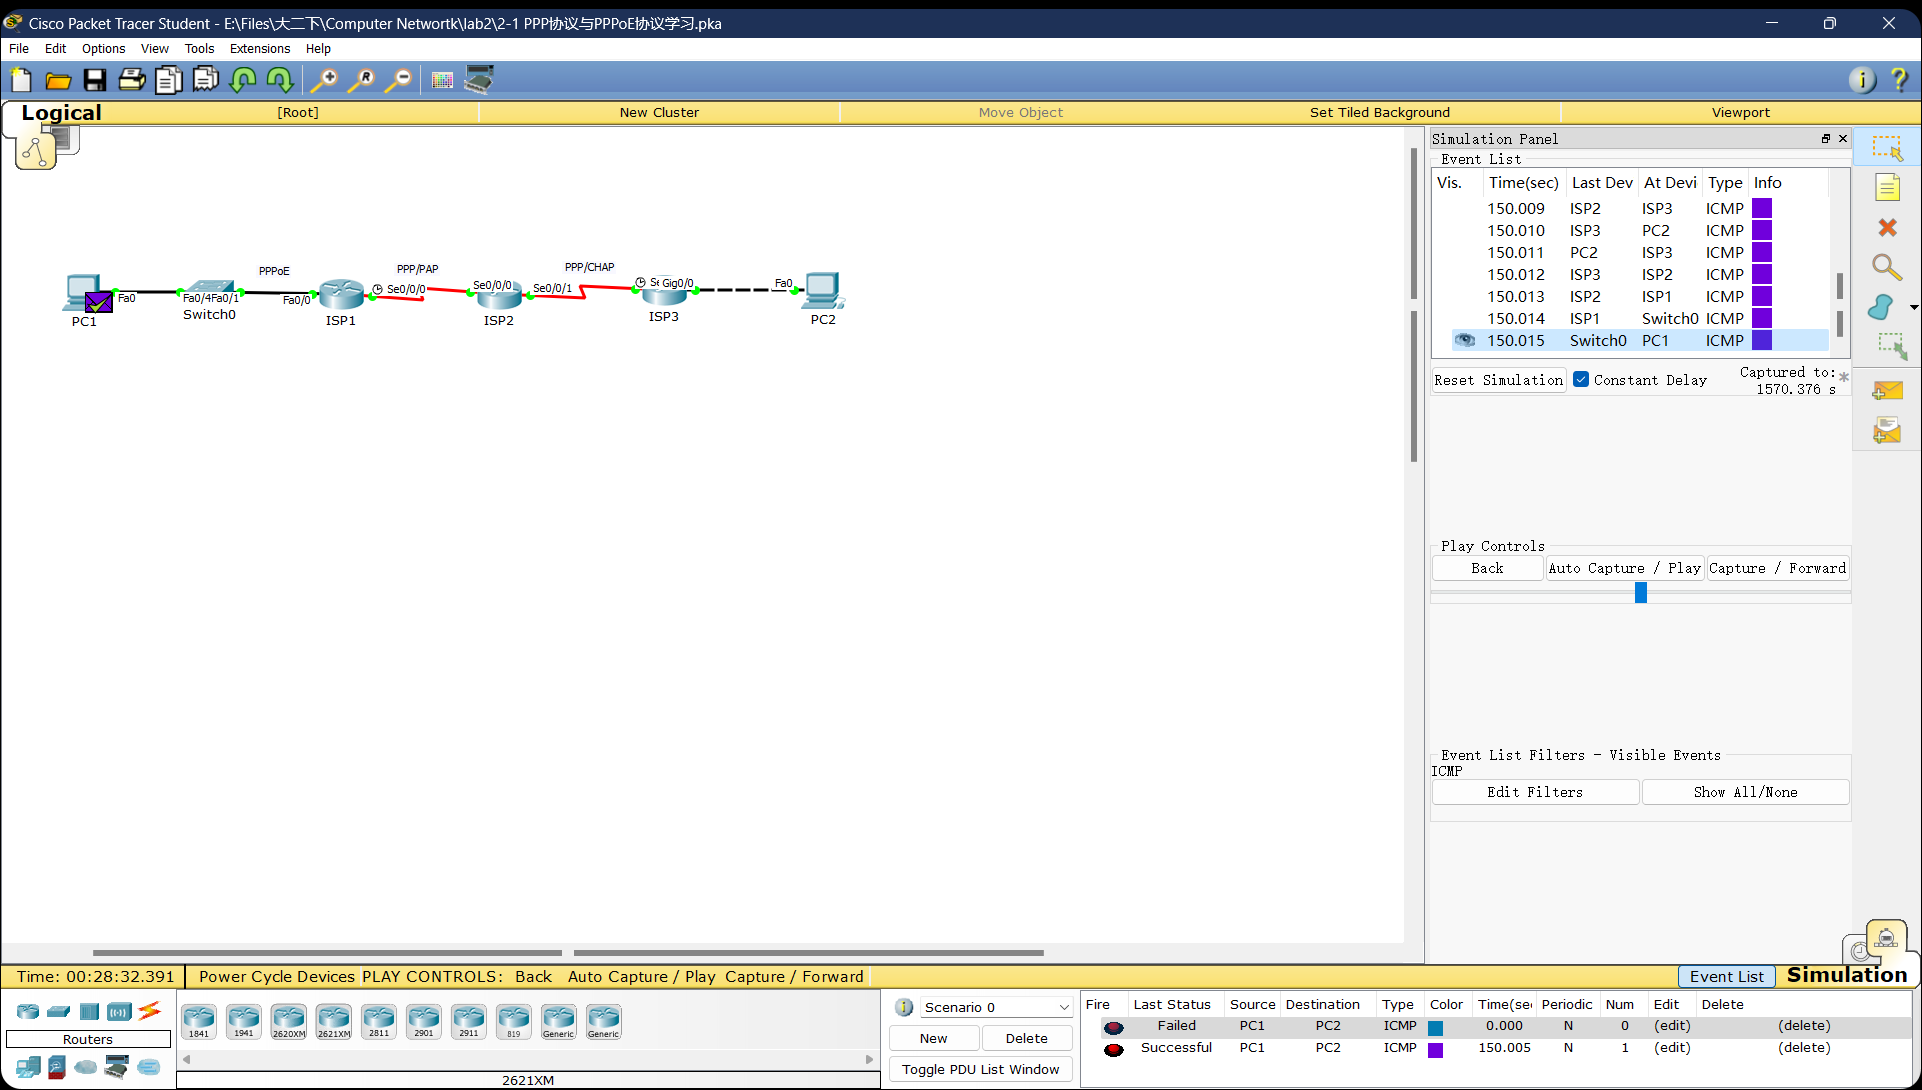 Cisco Packet Tracer Student - E:\Files\大二下\Computer Networtk\lab2\2-1 PPP协议与PPPoE协议学习.pka
File Edit Options View Tools Extensions Help
Logical [Root] New Cluster Move Object Set Tiled Background Viewport
Simulation Panel
Event List
Vis. Time(sec) Last Dev At Devi Type Info
150.009 ISP2 ISP3 ICMP
150.010 ISP3 PC2 ICMP
150.011 PC2 ISP3 ICMP
150.012 ISP3 ISP2 ICMP
150.013 ISP2 ISP1 ICMP
150.014 ISP1 Switch0 ICMP
150.015 Switch0 PC1 ICMP
Reset Simulation Constant Delay Captured to:
1570.376 s
PPPoE PPP/PAP PPP/CHAP
Fa0 Fa0/4 Fa0/1 Fa0/0 Se0/0/0 Se0/0/0 Se0/0/1 Se Gig0/0 Fa0
PC1 Switch0 ISP1 ISP2 ISP3 PC2
Play Controls
Back Auto Capture / Play Capture / Forward
Event List Filters - Visible Events
ICMP
Edit Filters Show All/None
Time: 00:28:32.391 Power Cycle Devices PLAY CONTROLS: Back Auto Capture / Play Capture / Forward Event List Simulation
Routers
1841 1941 2620XM 2621XM 2811 2901 2911 819 Generic Generic
2621XM
Scenario 0
New Delete
Toggle PDU List Window
Fire Last Status Source Destination Type Color Time(sec Periodic Num Edit Delete
Failed PC1 PC2 ICMP 0.000 N 0 (edit) (delete)
Successful PC1 PC2 ICMP 150.005 N 1 (edit) (delete)